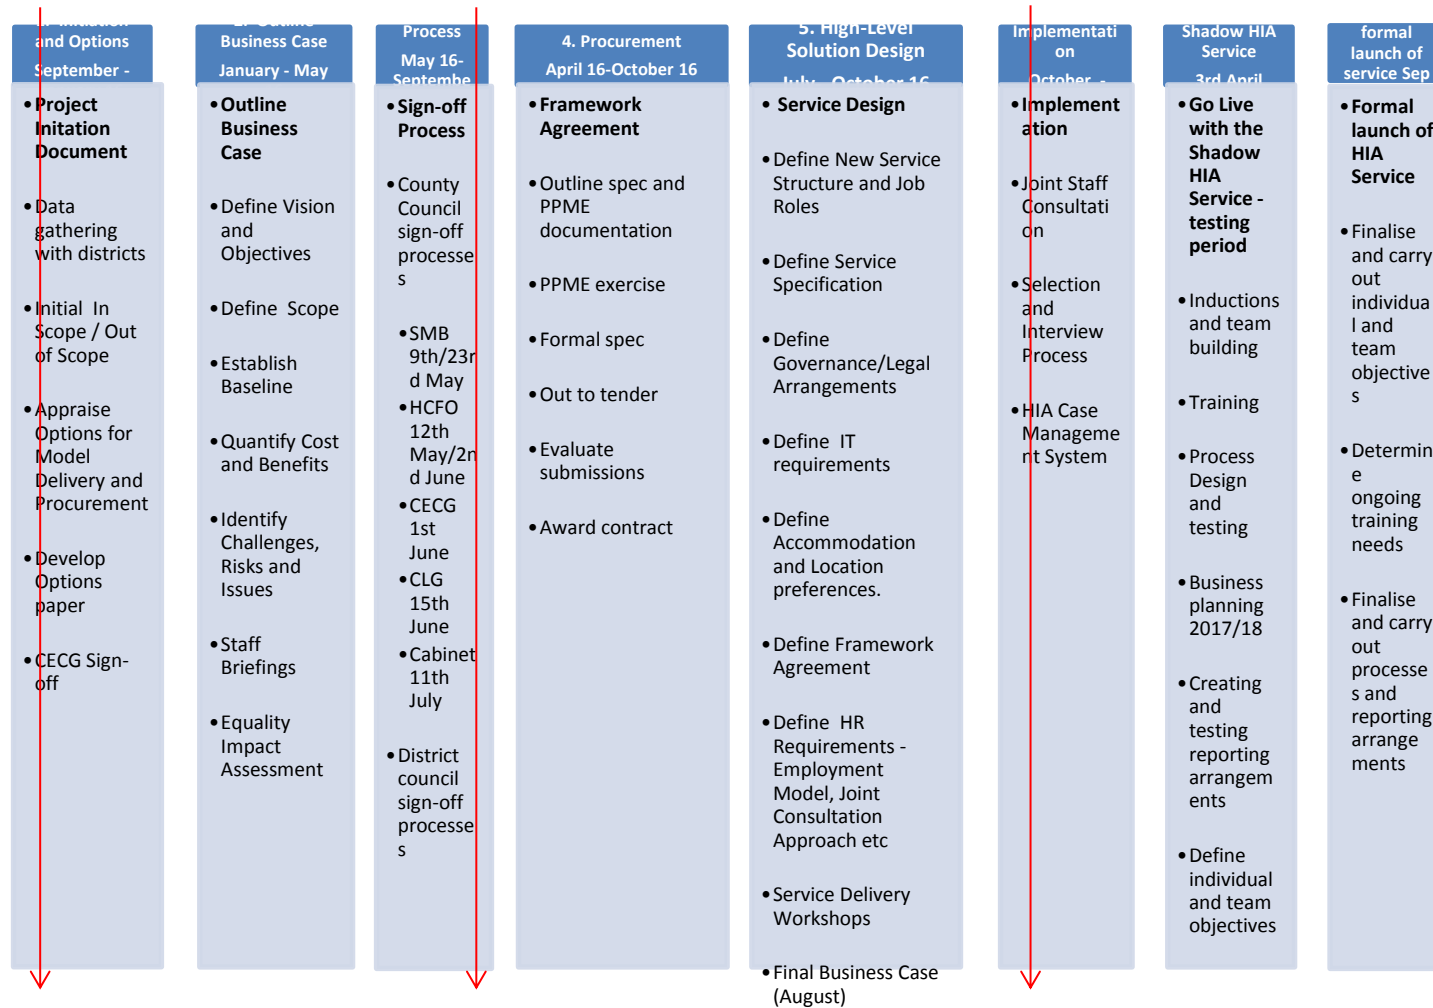 1. Initiation
and Options
September -
• Project
Initation
Document
• Data
gathering
with districts
• Initial In
Scope / Out
of Scope
• Appraise
Options for
Model
Delivery and
Procurement
• Develop
Options
paper
• CECG Sign-
off
2. Outline
Business Case
January - May
• Outline
Business
Case
• Define Vision
and
Objectives
• Define Scope
• Establish
Baseline
• Quantify Cost
and Benefits
• Identify
Challenges,
Risks and
Issues
• Staff
Briefings
• Equality
Impact
Assessment
Process
May 16-
Septembe
• Sign-off
Process
• County
Council
sign-off
processe
s
• SMB
9th/23r
d May
• HCFO
12th
May/2n
d June
• CECG
1st
June
• CLG
15th
June
• Cabinet
11th
July
• District
council
sign-off
processe
s
4. Procurement
April 16-October 16
• Framework
Agreement
• Outline spec and
PPME
documentation
• PPME exercise
• Formal spec
• Out to tender
• Evaluate
submissions
• Award contract
5. High-Level
Solution Design
July - October 16
• Service Design
• Define New Service
Structure and Job
Roles
• Define Service
Specification
• Define
Governance/Legal
Arrangements
• Define IT
requirements
• Define
Accommodation
and Location
preferences.
• Define Framework
Agreement
• Define HR
Requirements -
Employment
Model, Joint
Consultation
Approach etc
• Service Delivery
Workshops
• Final Business Case
(August)
Implementati
on
October -
• Implement
ation
• Joint Staff
Consultati
on
• Selection
and
Interview
Process
• HIA Case
Manageme
nt System
Shadow HIA
Service
3rd April
• Go Live
with the
Shadow
HIA
Service -
testing
period
• Inductions
and team
building
• Training
• Process
Design
and
testing
• Business
planning
2017/18
• Creating
and
testing
reporting
arrangem
ents
• Define
individual
and team
objectives
formal
launch of
service Sep
• Formal
launch of
HIA
Service
• Finalise
and carry
out
individua
l and
team
objective
s
• Determin
e
ongoing
training
needs
• Finalise
and carry
out
processe
s and
reporting
arrange
ments